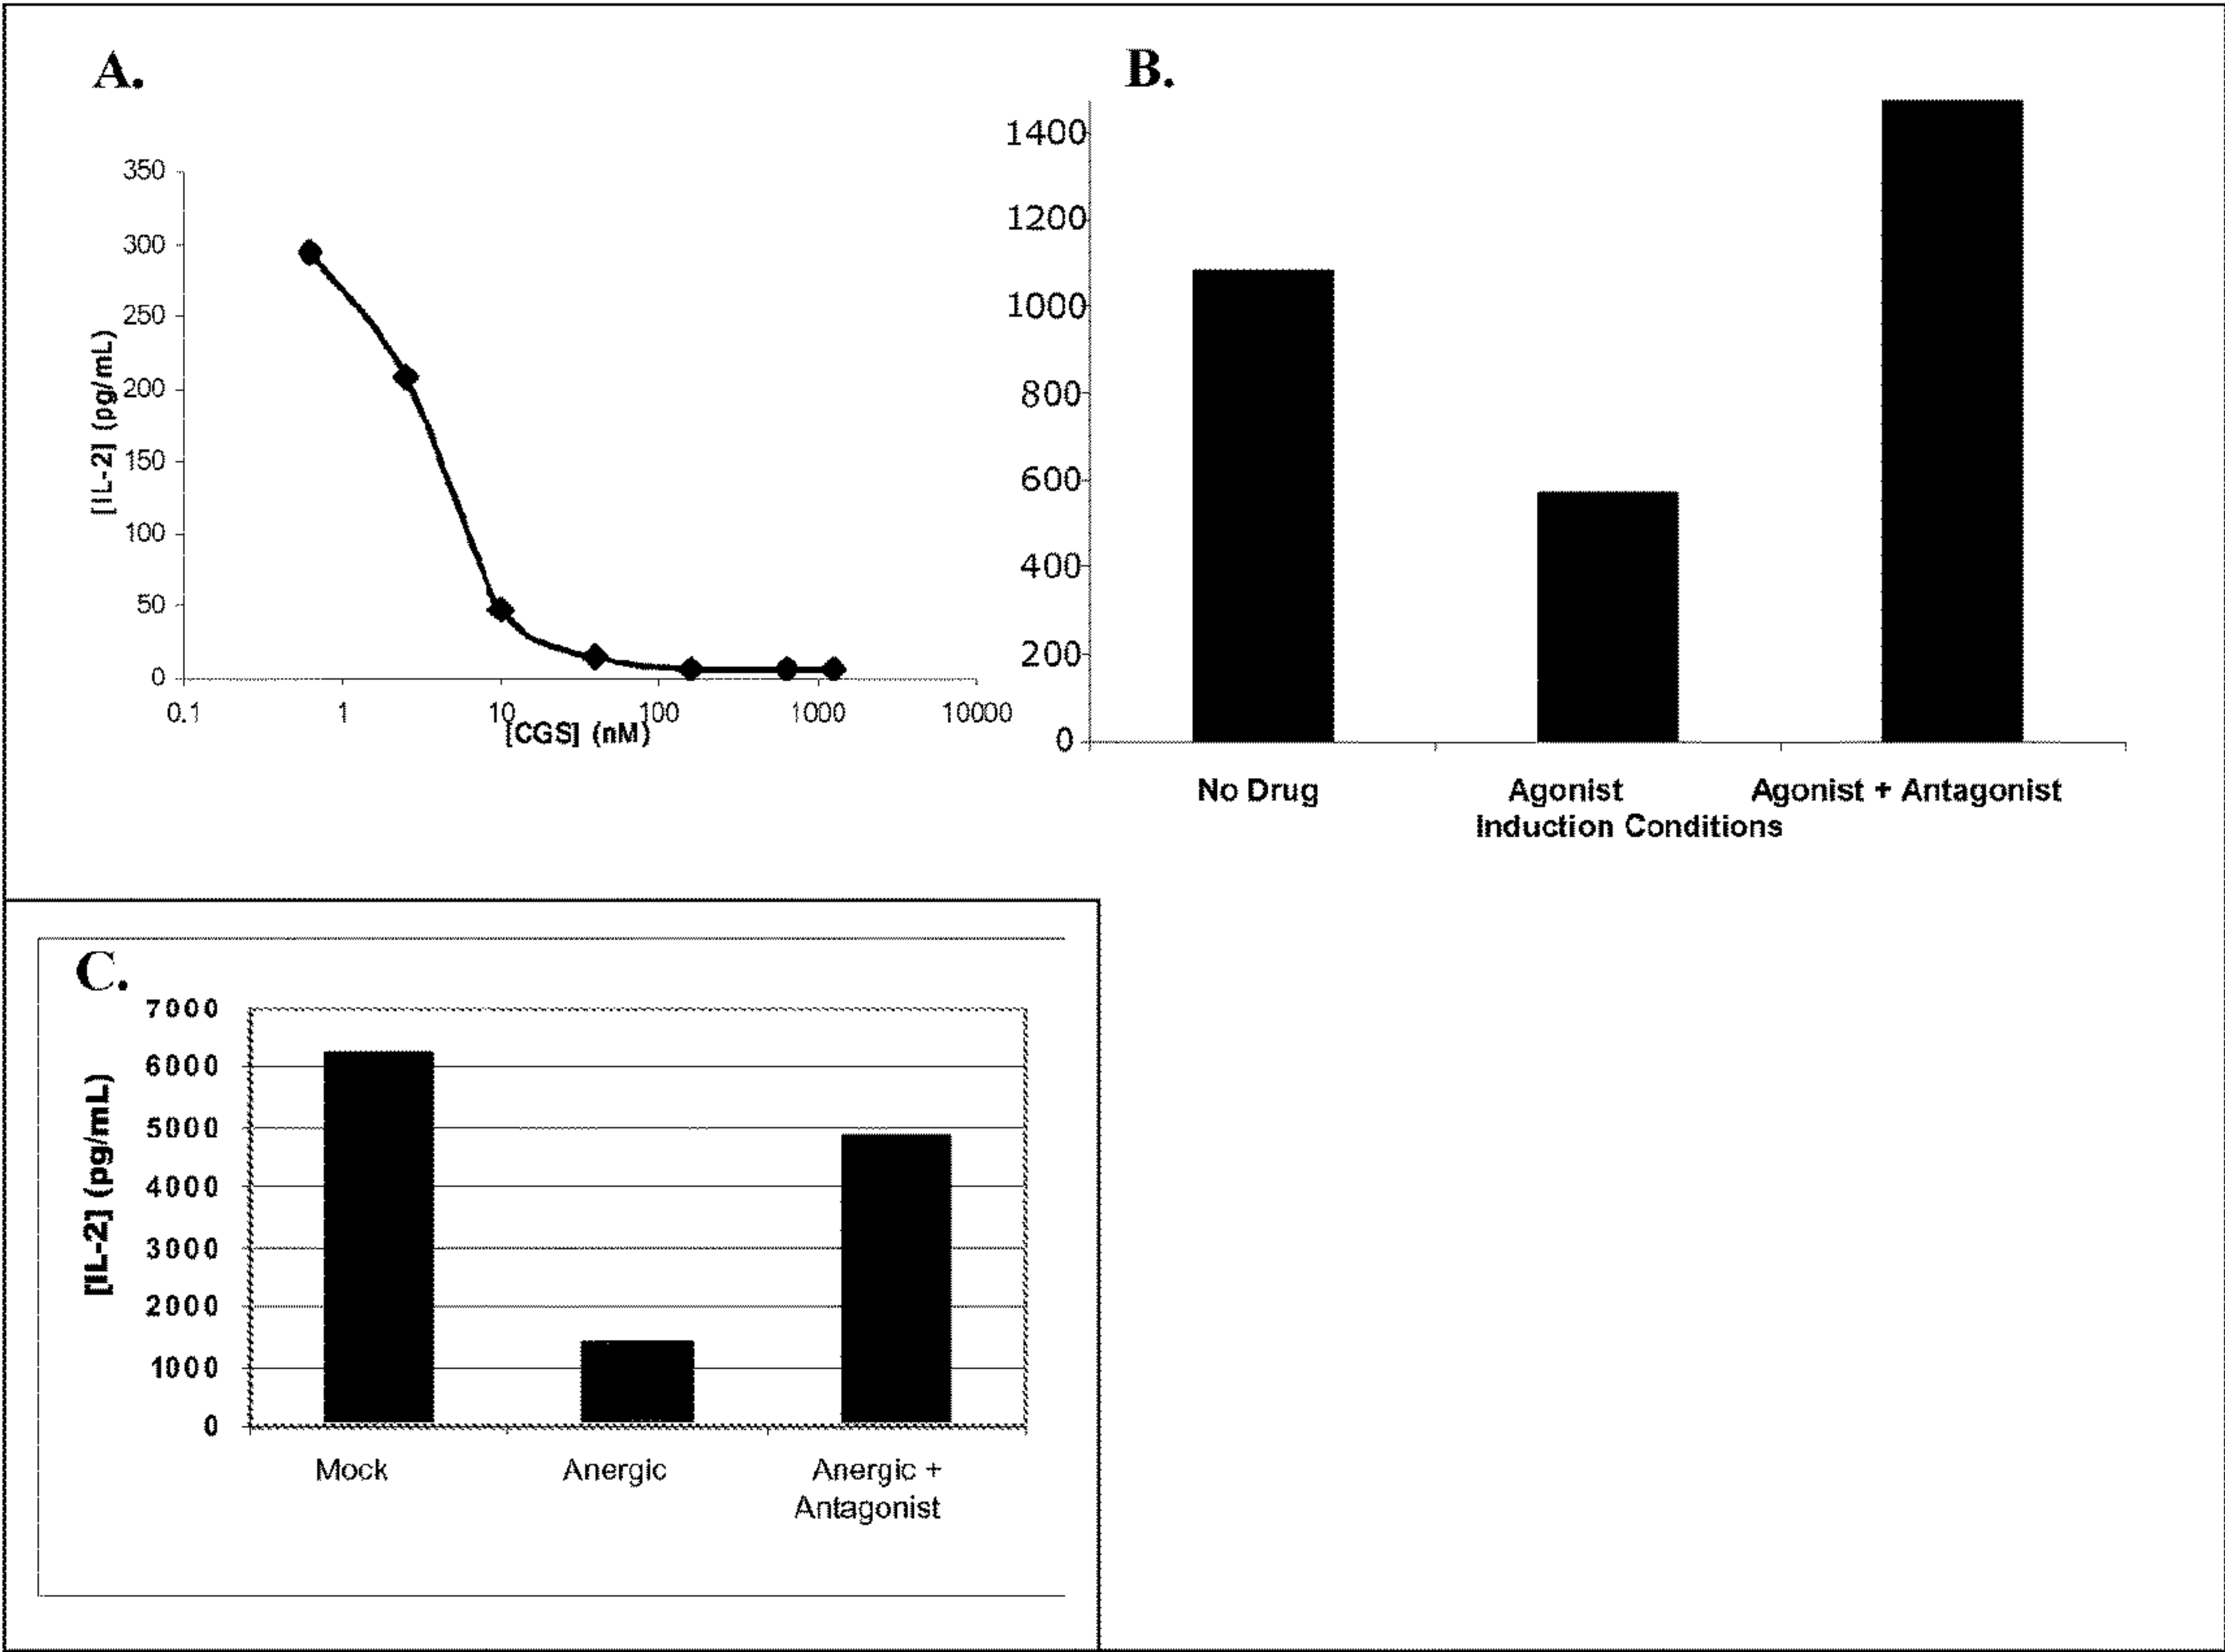 A.
350
300
250
200
150
100
50
0
[IL-2] (pg/mL)
0.1 1 10 100 1000 10000
[CGS] (nM)
B.
1400
1200
1000
800
600
400
200
0
No Drug Agonist Agonist + Antagonist
Induction Conditions
C.
7000
6000
5000
4000
3000
2000
1000
0
[IL-2] (pg/mL)
Mock Anergic Anergic +
Antagonist